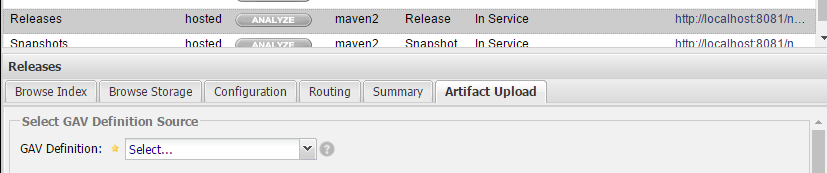 Releases hosted ANALYZE maven2 Release In Service http://localhost:8081/n...
Snapshots hosted ANALYZE maven2 Snapshot In Service http://localhost:8081/n
Releases
Browse Index Browse Storage Configuration Routing Summary Artifact Upload
Select GAV Definition Source
GAV Definition: Select... ?